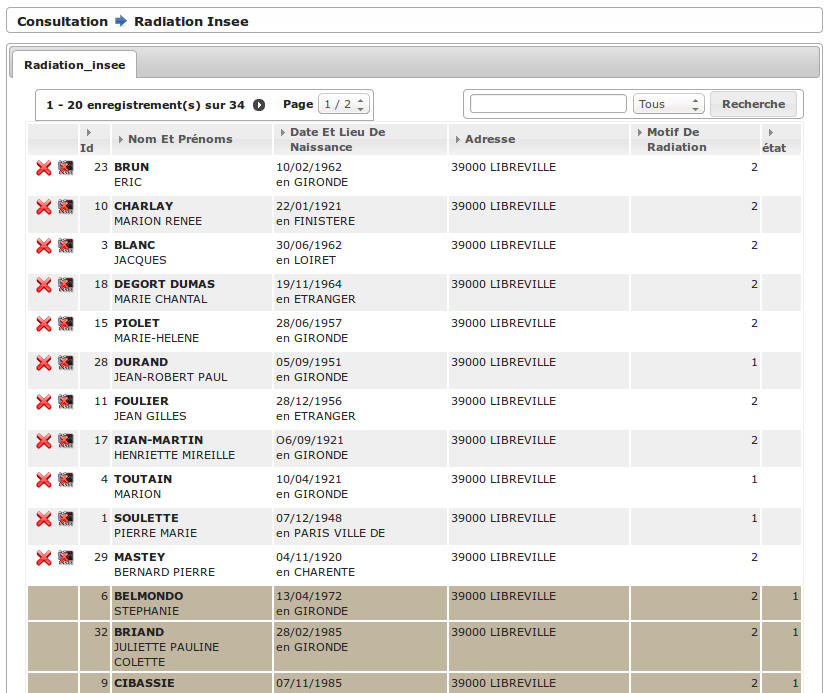 Consultation Radiation Insee
Radiation_insee
1 - 20 enregistrement(s) sur 34 Page 1 / 2 Tous Recherche
Id Nom Et Prénoms Date Et Lieu De Naissance Adresse Motif De Radiation état
23 BRUN 10/02/1962 39000 LIBREVILLE 2
ERIC en GIRONDE
10 CHARLAY 22/01/1921 39000 LIBREVILLE 2
MARION RENEE en FINISTERE
3 BLANC 30/06/1962 39000 LIBREVILLE 2
JACQUES en LOIRET
18 DEGORT DUMAS 19/11/1964 39000 LIBREVILLE 2
MARIE CHANTAL en ETRANGER
15 PIOLET 28/06/1957 39000 LIBREVILLE 2
MARIE-HELENE en GIRONDE
28 DURAND 05/09/1951 39000 LIBREVILLE 1
JEAN-ROBERT PAUL en GIRONDE
11 FOULIER 28/12/1956 39000 LIBREVILLE 2
JEAN GILLES en ETRANGER
17 RIAN-MARTIN O6/09/1921 39000 LIBREVILLE 2
HENRIETTE MIREILLE en GIRONDE
4 TOUTAIN 10/04/1921 39000 LIBREVILLE 1
MARION en GIRONDE
1 SOULETTE 07/12/1948 39000 LIBREVILLE 1
PIERRE MARIE en PARIS VILLE DE
29 MASTEY 04/11/1920 39000 LIBREVILLE 2
BERNARD PIERRE en CHARENTE
6 BELMONDO 13/04/1972 39000 LIBREVILLE 2 1
STEPHANIE en GIRONDE
32 BRIAND 28/02/1985 39000 LIBREVILLE 2 1
JULIETTE PAULINE en GIRONDE
COLETTE
9 CIBASSIE 07/11/1985 39000 LIBREVILLE 2 1